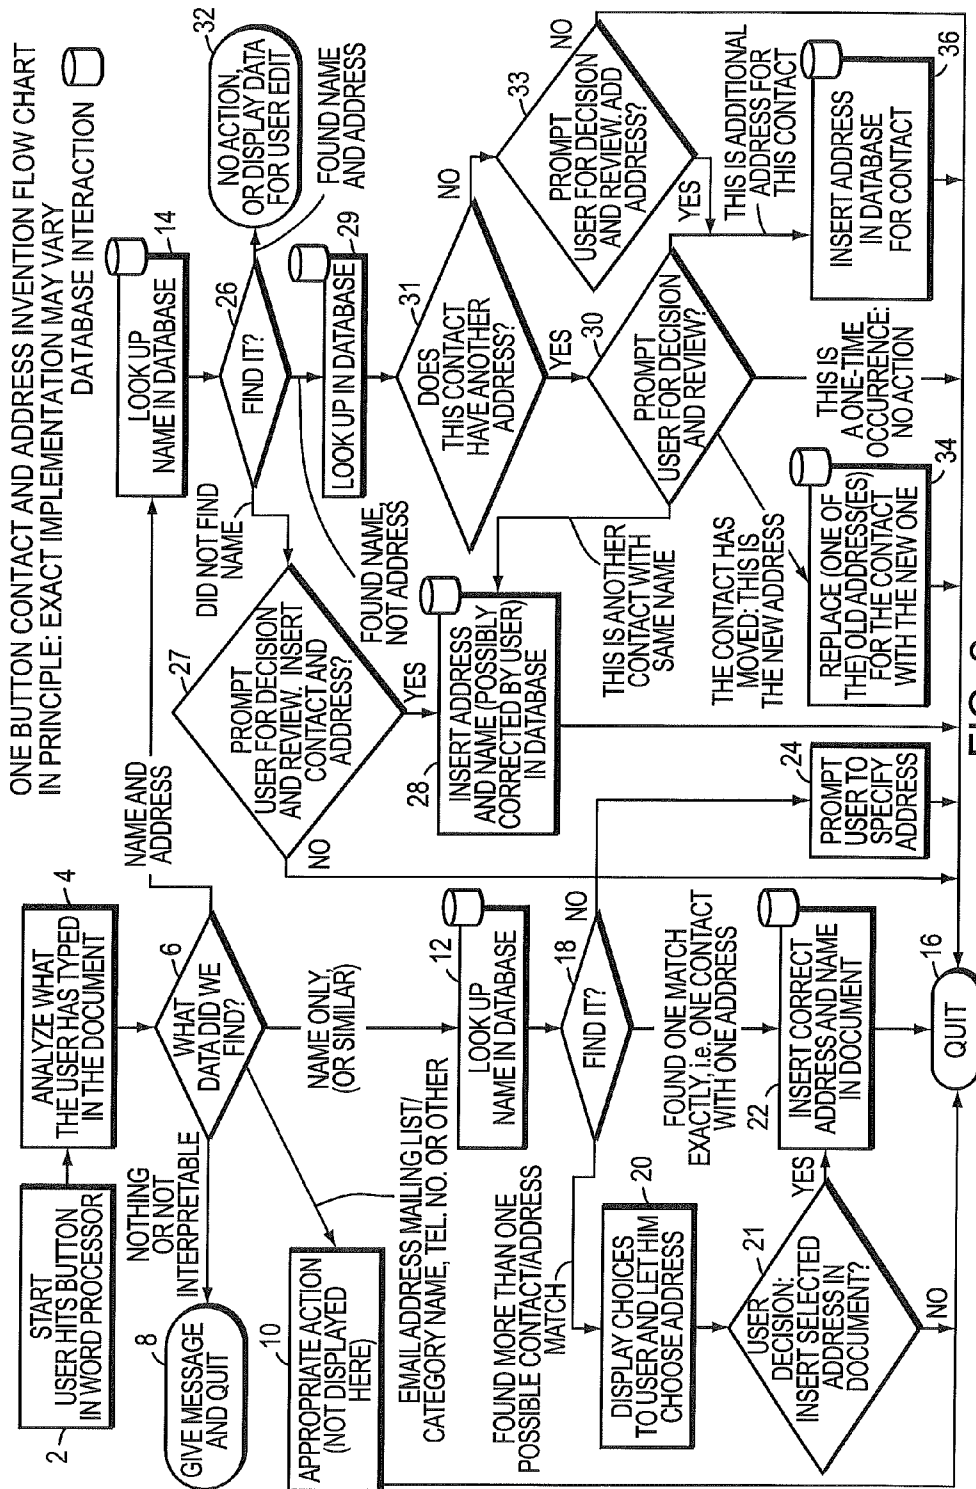 ONE BUTTON CONTACT AND ADDRESS INVENTION FLOW CHART
IN PRINCIPLE: EXACT IMPLEMENTATION MAY VARY
DATABASE INTERACTION
2
START
USER HITS BUTTON
IN WORD PROCESSOR
4
ANALYZE WHAT
THE USER HAS TYPED
IN THE DOCUMENT
6
WHAT
DATA DID WE
FIND?
NOTHING
OR NOT
INTERPRETABLE
8
GIVE MESSAGE
AND QUIT
10
APPROPRIATE ACTION
(NOT DISPLAYED
HERE)
EMAIL ADDRESS MAILING LIST/
CATEGORY NAME, TEL. NO. OR OTHER
NAME ONLY,
(OR SIMILAR)
NAME AND
ADDRESS
12
LOOK UP
NAME IN DATABASE
18
FIND IT?
NO
FOUND MORE THAN ONE
POSSIBLE CONTACT/ADDRESS
MATCH
FOUND ONE MATCH
EXACTLY, i.e. ONE CONTACT
WITH ONE ADDRESS
20
DISPLAY CHOICES
TO USER AND LET HIM
CHOOSE ADDRESS
21
USER
DECISION:
INSERT SELECTED
ADDRESS IN
DOCUMENT?
YES
NO
22
INSERT CORRECT
ADDRESS AND NAME
IN DOCUMENT
24
PROMPT
USER TO
SPECIFY
ADDRESS
16
QUIT
14
LOOK UP
NAME IN DATABASE
26
FIND IT?
DID NOT FIND
NAME
FOUND NAME,
NOT ADDRESS
FOUND NAME
AND ADDRESS
32
NO ACTION,
OR DISPLAY DATA
FOR USER EDIT
27
PROMPT
USER FOR DECISION
AND REVIEW. INSERT
CONTACT AND
ADDRESS?
NO
YES
28
INSERT ADDRESS
AND NAME (POSSIBLY
CORRECTED BY USER)
IN DATABASE
29
LOOK UP IN DATABASE
31
DOES
THIS CONTACT
HAVE ANOTHER
ADDRESS?
NO
YES
30
PROMPT
USER FOR DECISION
AND REVIEW?
33
PROMPT
USER FOR DECISION
AND REVIEW. ADD
ADDRESS?
NO
YES
THIS IS ANOTHER
CONTACT WITH
SAME NAME
THE CONTACT HAS
MOVED: THIS IS
THE NEW ADDRESS
THIS IS
A ONE-TIME
OCCURRENCE:
NO ACTION
THIS IS ADDITIONAL
ADDRESS FOR
THIS CONTACT
34
REPLACE (ONE OF
THE) OLD ADDRESS(ES)
FOR THE CONTACT
WITH THE NEW ONE
36
INSERT ADDRESS
IN DATABASE
FOR CONTACT